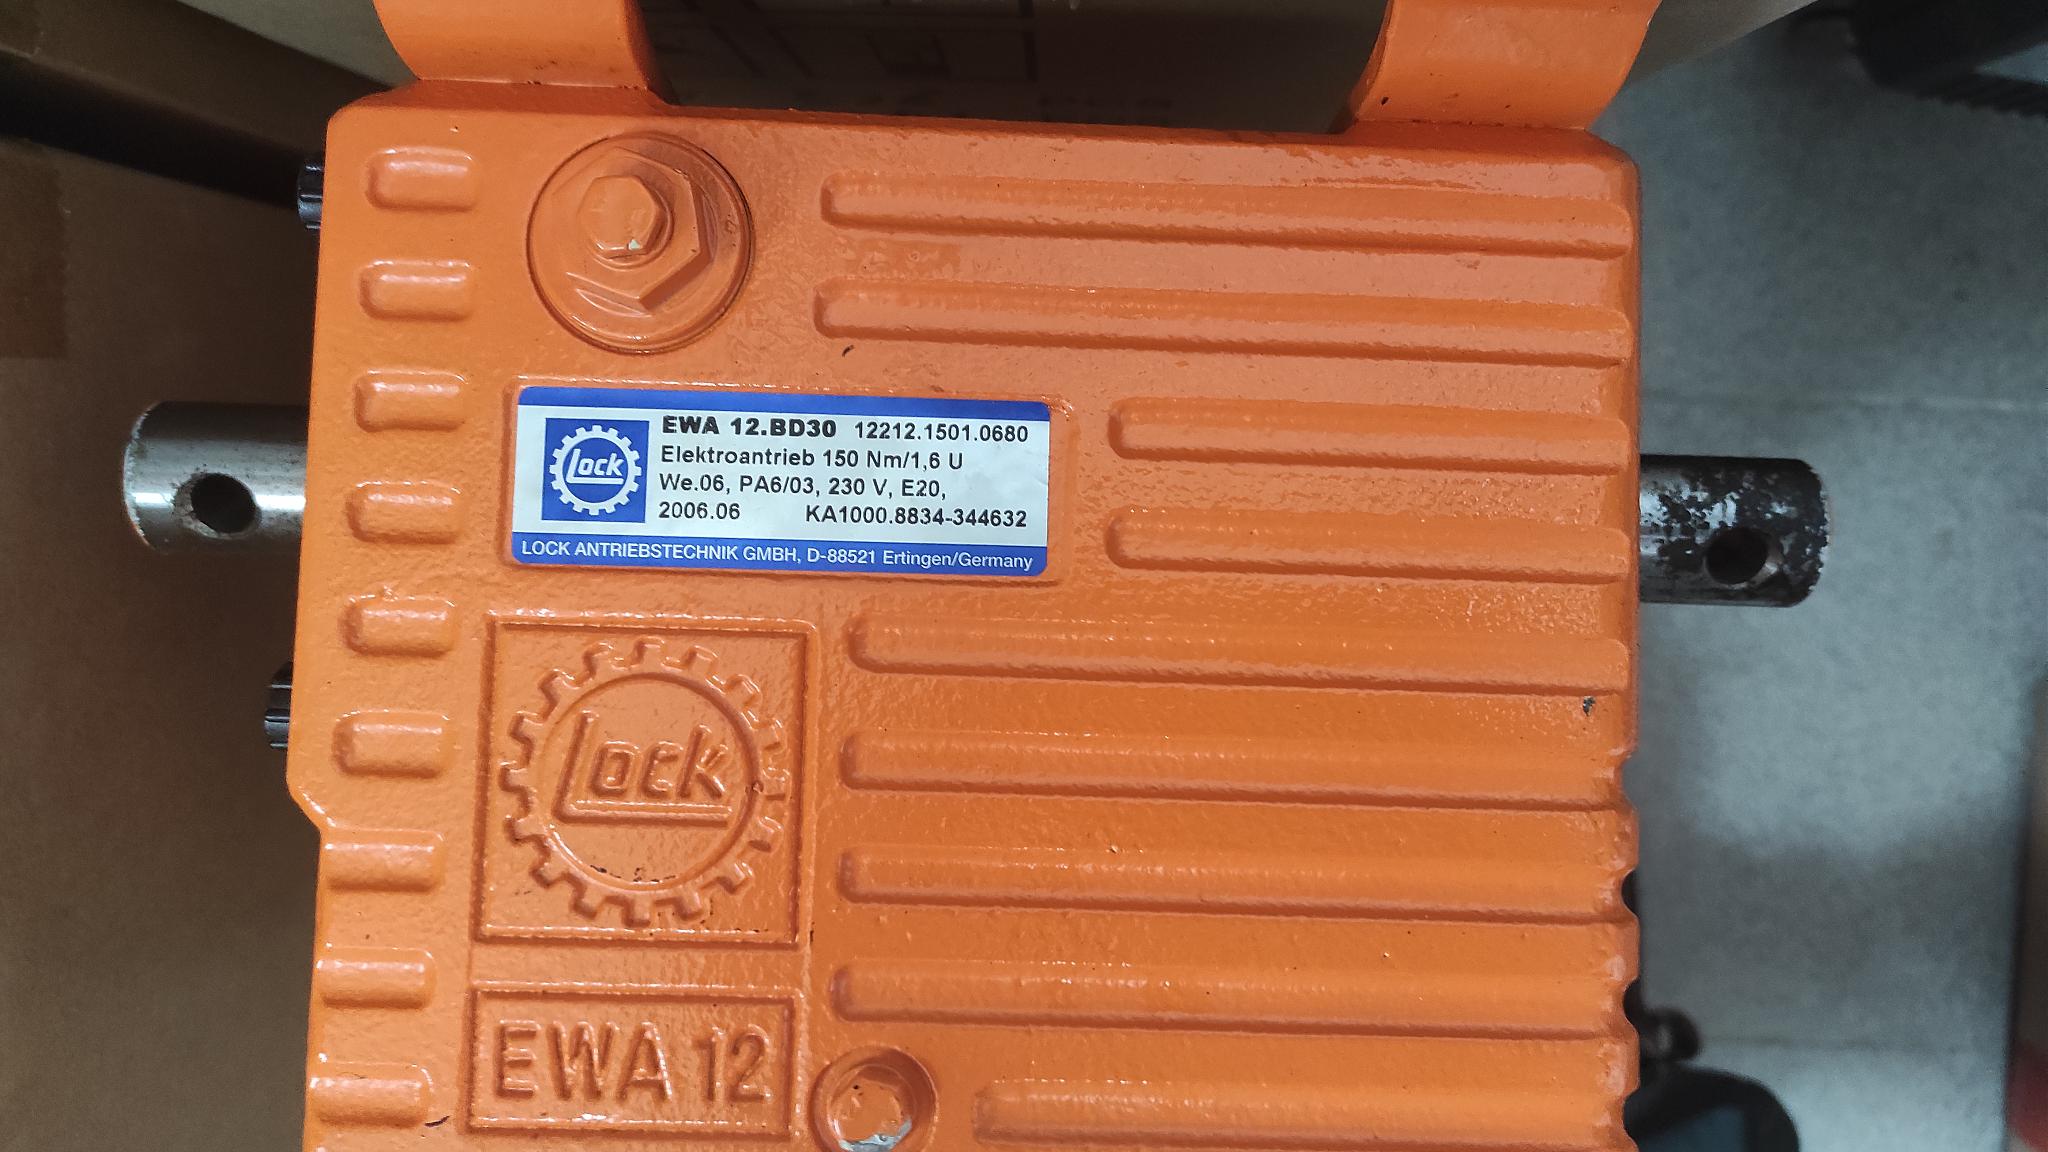 EWA 12.BD30 12212.1501.0680
Lock
Elektroantrieb 150 Nm/1,6 U
We.06, PA6/03, 230 V, E20,
2006.06 KA1000.8834-344632
LOCK ANTRIEBSTECHNIK GMBH, D-88521 Ertingen/Germany
Lock
EWA 12